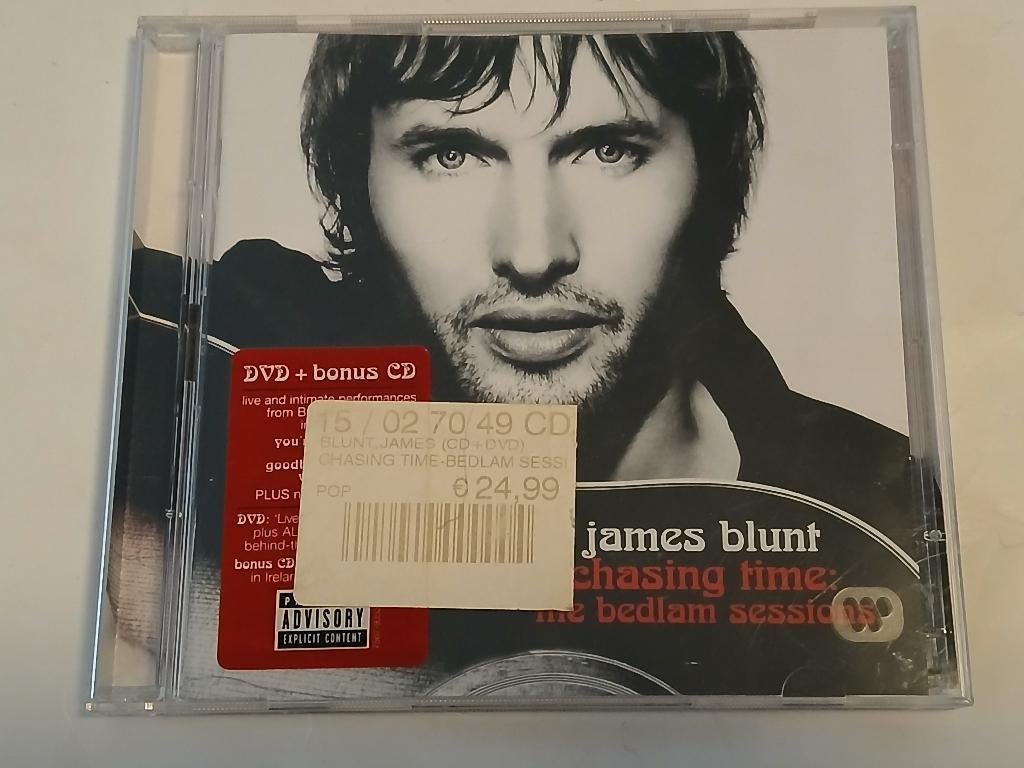 DVD + bonus CD
live and intimate performances
from B
you'r
goodb
PLUS
DVD: 'Live
plus AL
behind-t
bonus CD
in Irelan
ADVISORY
EXPLICIT CONTENT
15 / 02 70 49 CD
BLUNT,JAMES (CD+DVD)
CHASING TIME-BEDLAM SESSI
POP € 24,99
james blunt
chasing time:
the bedlam sessions